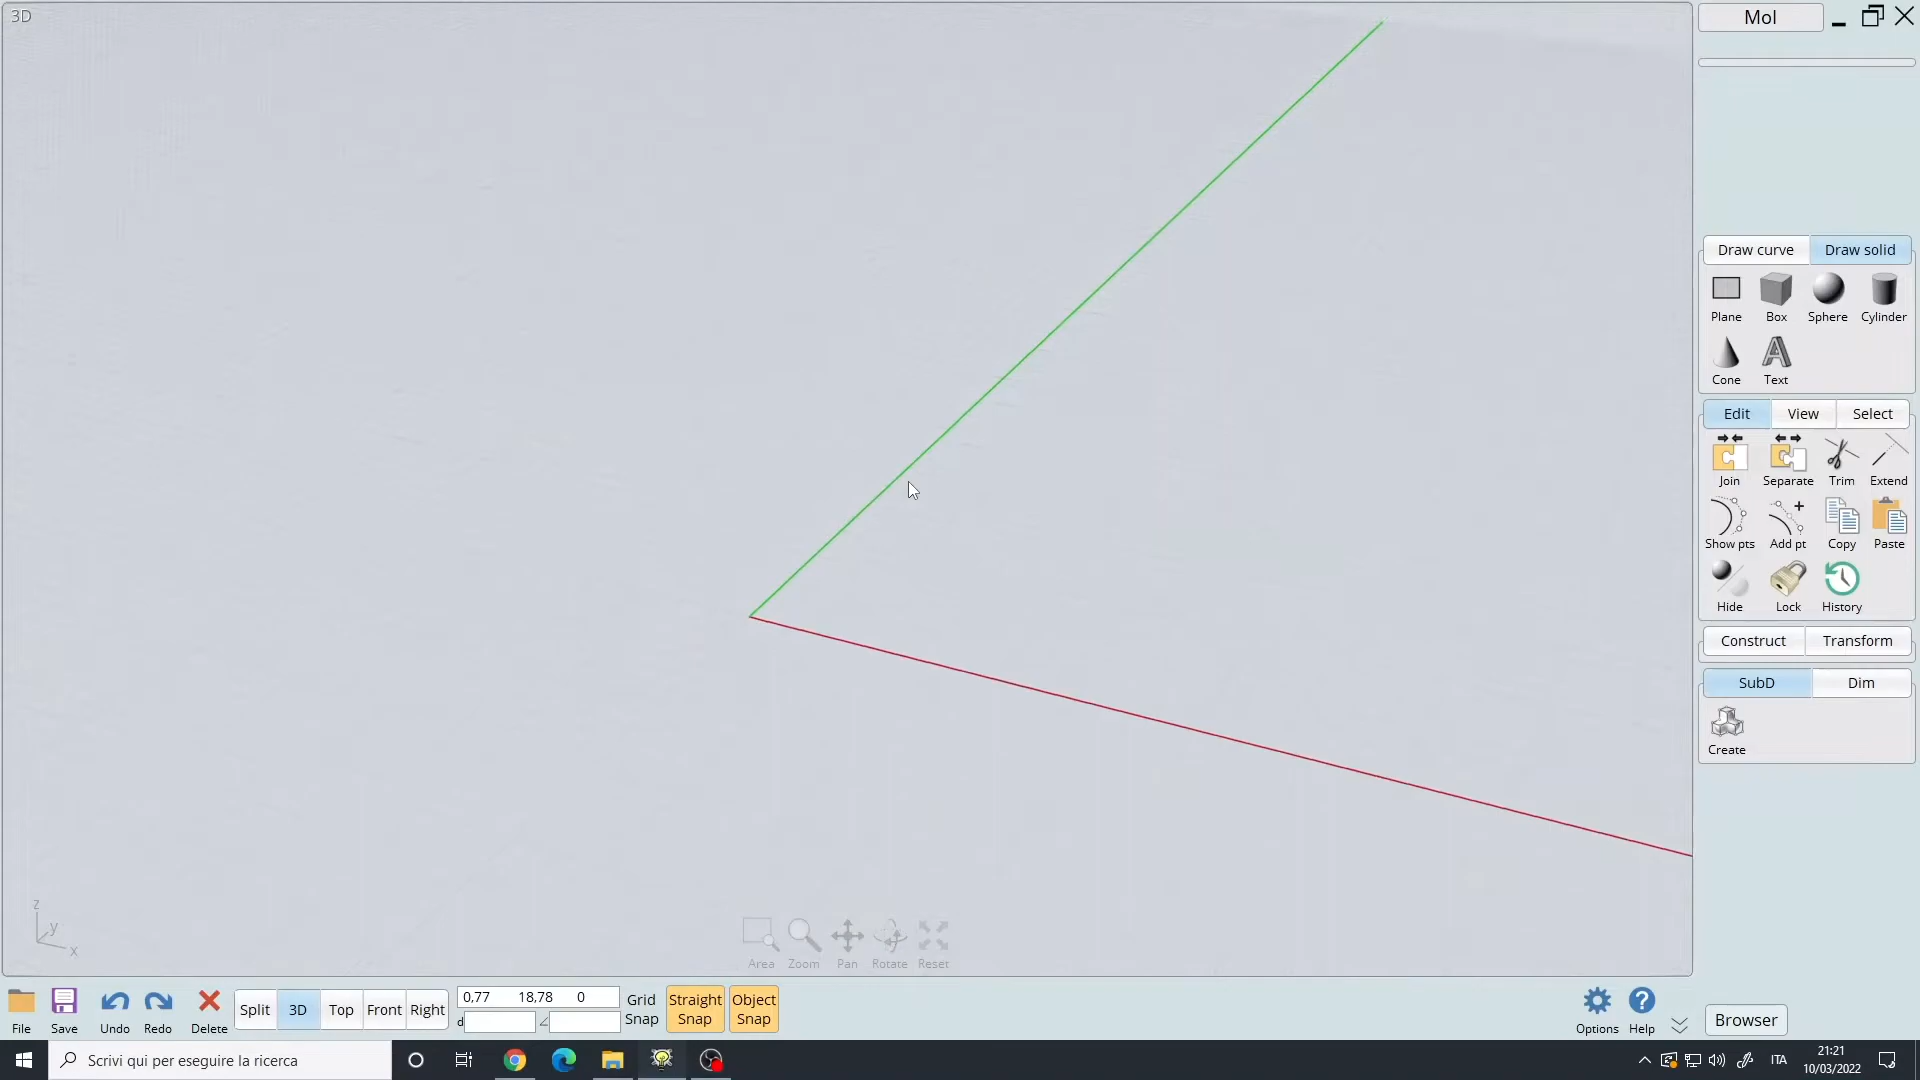 3D
MoI
Draw curve
Draw solid
Plane
Box
Sphere
Cylinder
Cone
Text
Edit
View
Select
Join
Separate
Trim
Extend
Show pts
Add pt
Copy
Paste
Hide
Lock
History
Construct
Transform
SubD
Dim
Create
z
y
x
Area
Zoom
Pan
Rotate
Reset
File
Save
Undo
Redo
Delete
Split
3D
Top
Front
Right
0,77 18,78 0
d
Grid
Snap
Straight
Snap
Object
Snap
Options
Help
Browser
Scrivi qui per eseguire la ricerca
ITA
21:21
10/03/2022